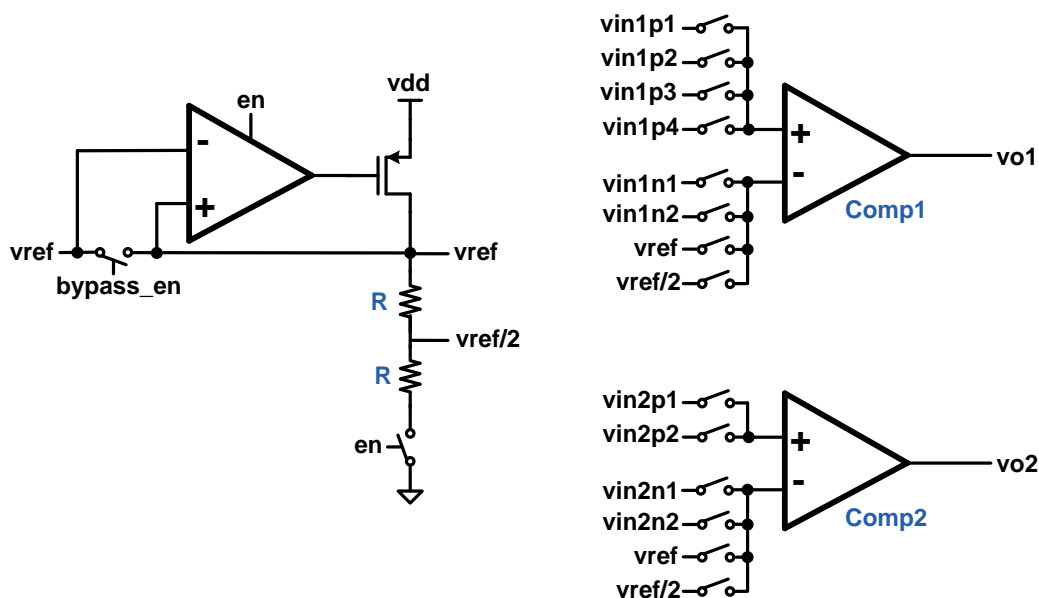 en
vdd
-
+
vref
bypass_en
vref
R
vref/2
R
en
vin1p1
vin1p2
vin1p3
vin1p4
+
-
vo1
vin1n1
vin1n2
vref
vref/2
Comp1
vin2p1
vin2p2
+
-
vo2
vin2n1
vin2n2
vref
vref/2
Comp2